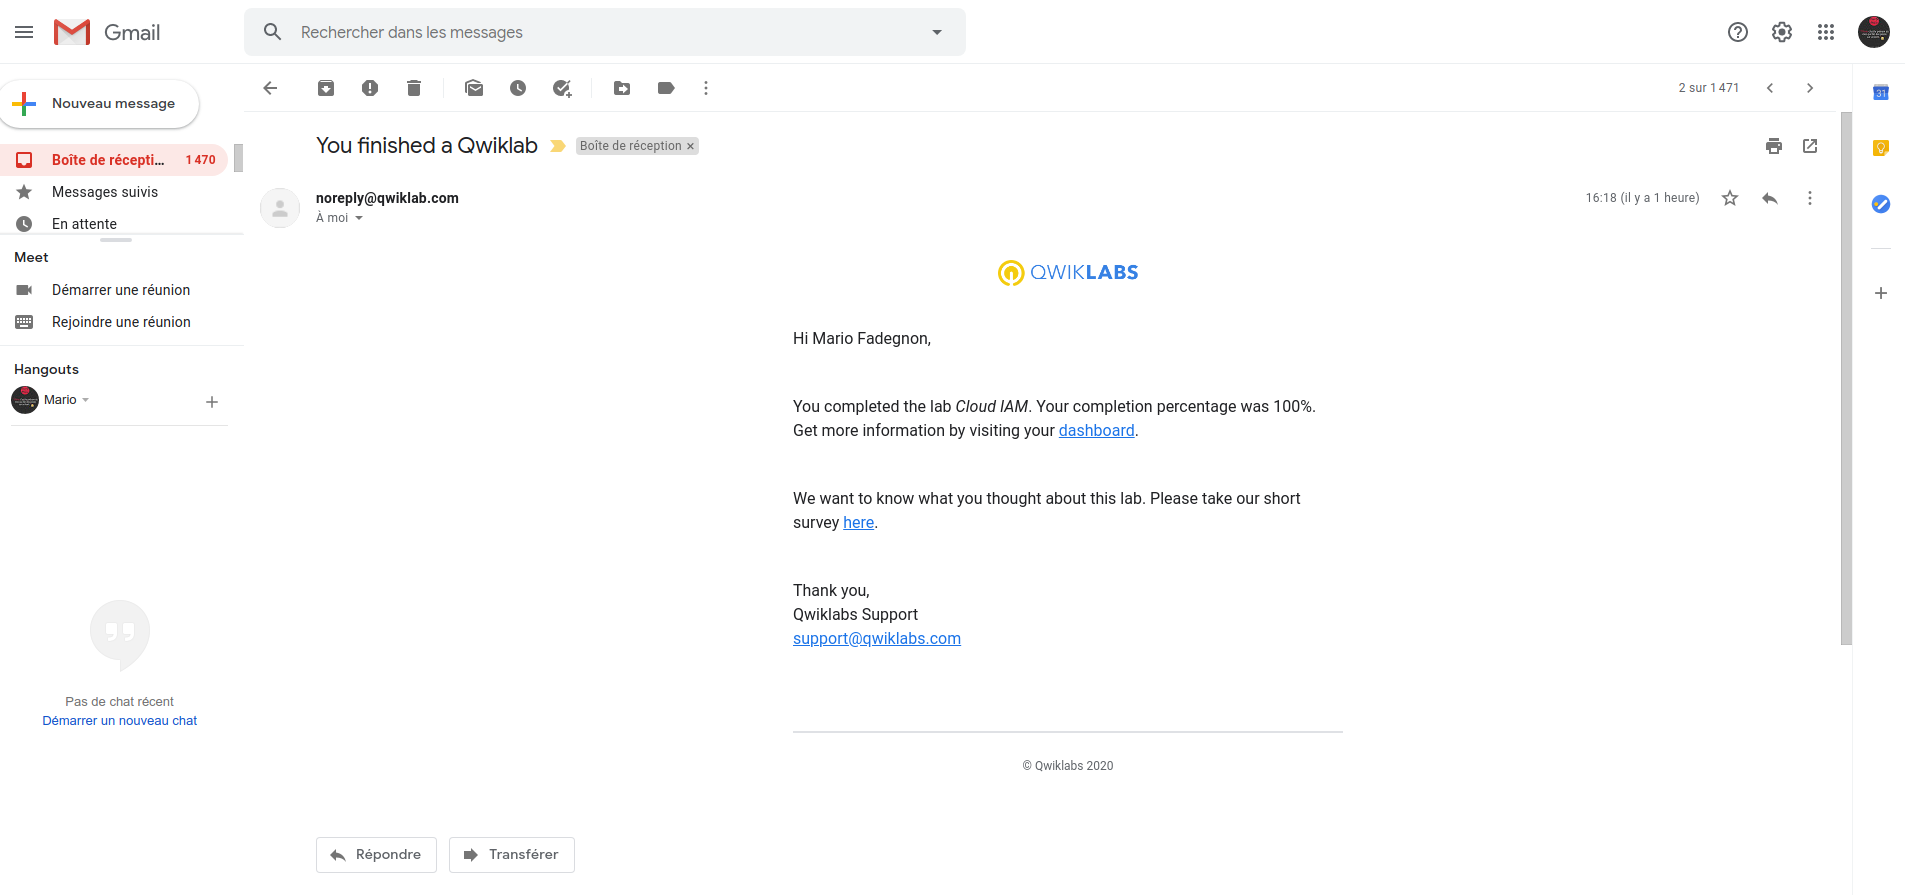 Gmail
Rechercher dans les messages
Nouveau message
2 sur 1 471
31
Boîte de récepti... 1 470
Messages suivis
En attente
You finished a Qwiklab
Boîte de réception ×
noreply@qwiklab.com
À moi
16:18 (il y a 1 heure)
Meet
Démarrer une réunion
Rejoindre une réunion
Hangouts
Mario
QWIKLABS
Hi Mario Fadegnon,
You completed the lab Cloud IAM. Your completion percentage was 100%.
Get more information by visiting your dashboard.
We want to know what you thought about this lab. Please take our short
survey here.
Thank you,
Qwiklabs Support
support@qwiklabs.com
Pas de chat récent
Démarrer un nouveau chat
© Qwiklabs 2020
Répondre
Transférer